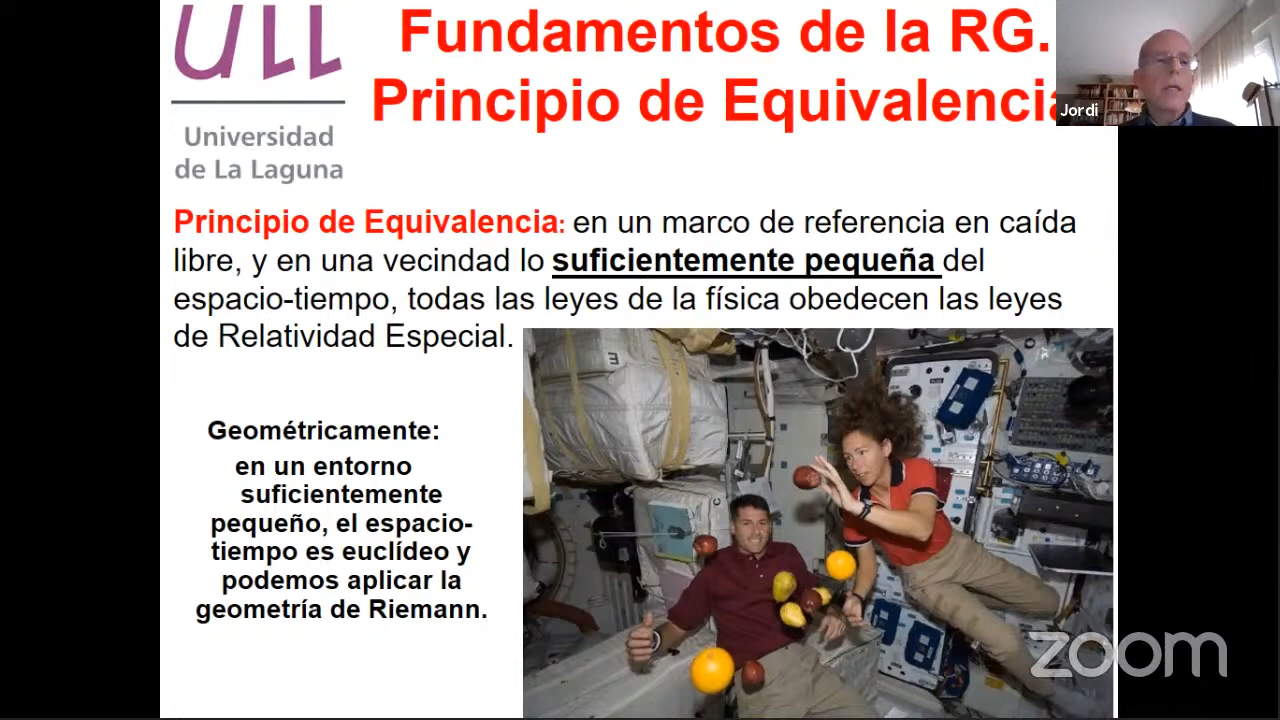 ULL
Universidad
de La Laguna
Fundamentos de la RG.
Principio de Equivalencia
Jordi
Principio de Equivalencia: en un marco de referencia en caída
libre, y en una vecindad lo suficientemente pequeña del
espacio-tiempo, todas las leyes de la física obedecen las leyes
de Relatividad Especial.
Geométricamente:
en un entorno
suficientemente
pequeño, el espacio-
tiempo es euclídeo y
podemos aplicar la
geometría de Riemann.
zoom